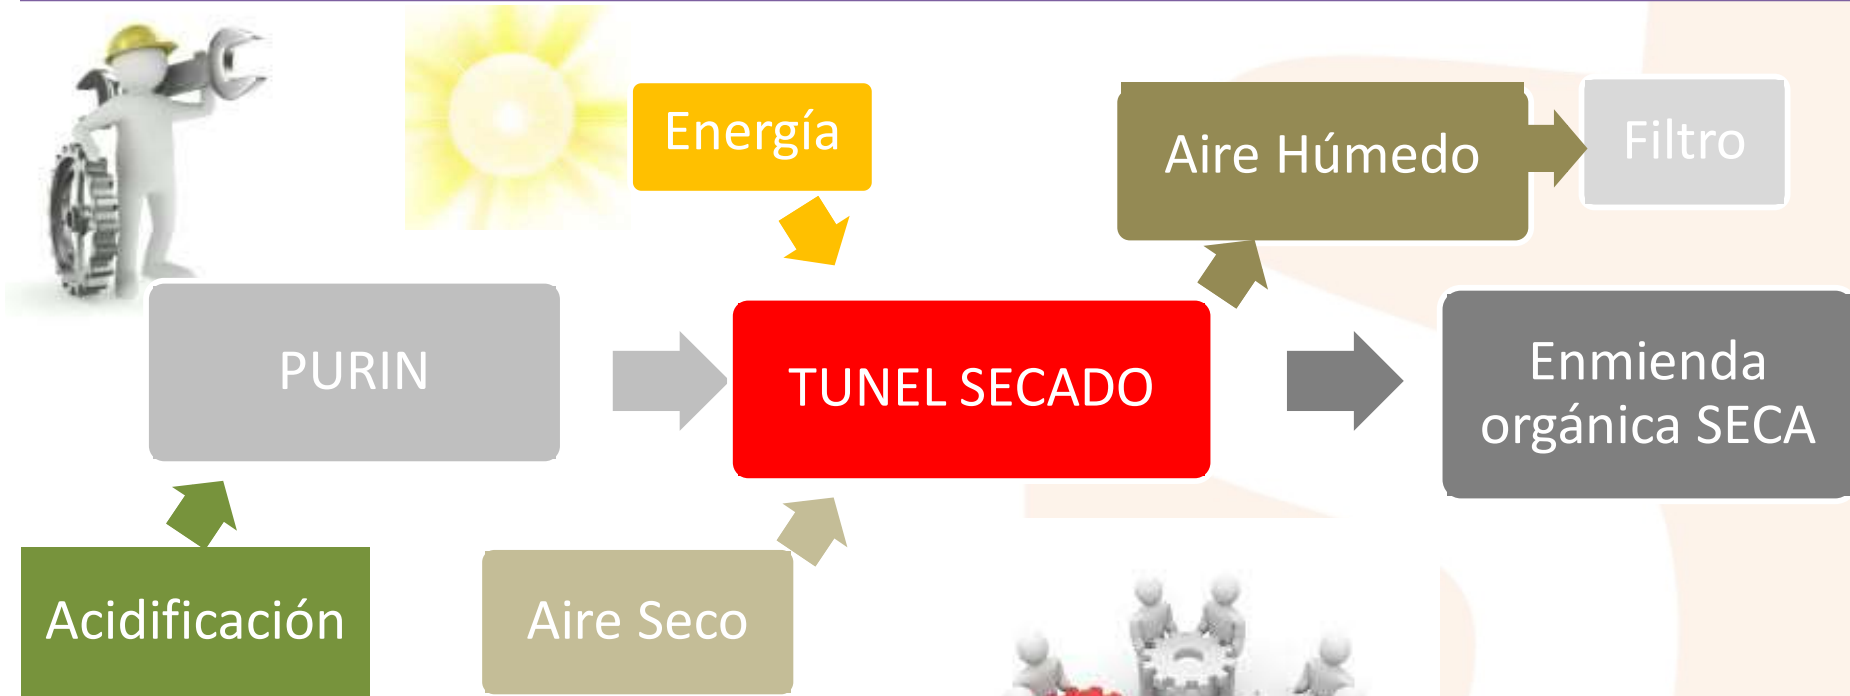 Energía
Aire Húmedo
Filtro
PURIN
TUNEL SECADO
Enmienda
orgánica SECA
Acidificación
Aire Seco